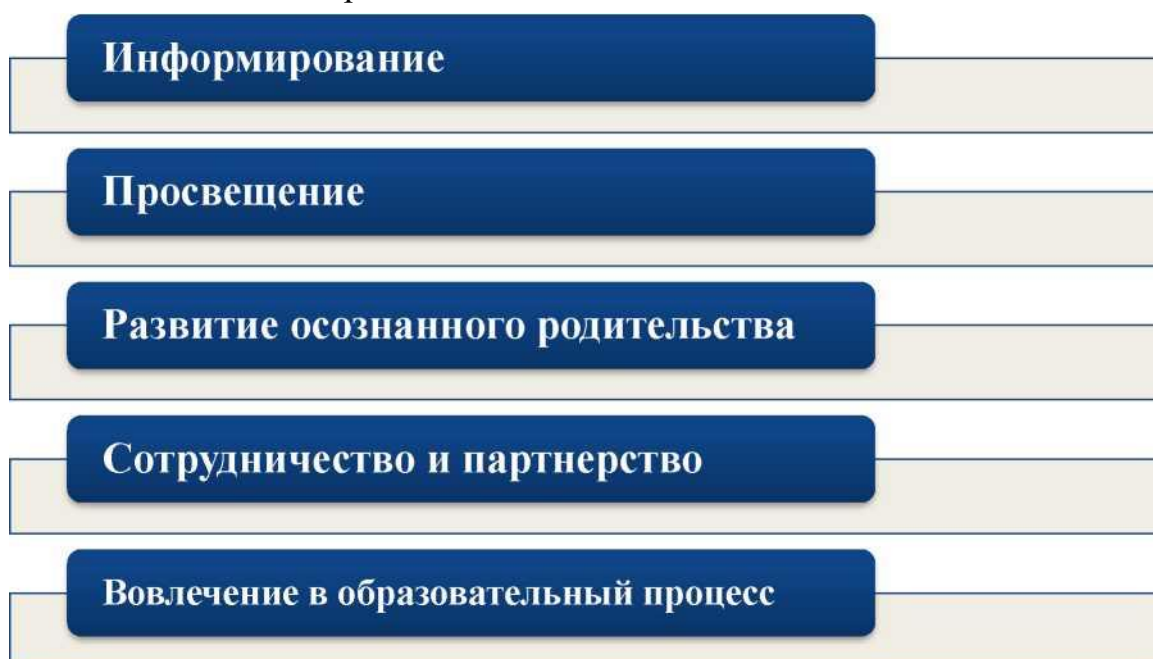 Информирование
Просвещение
Развитие осознанного родительства
Сотрудничество и партнерство
Вовлечение в образовательный процесс